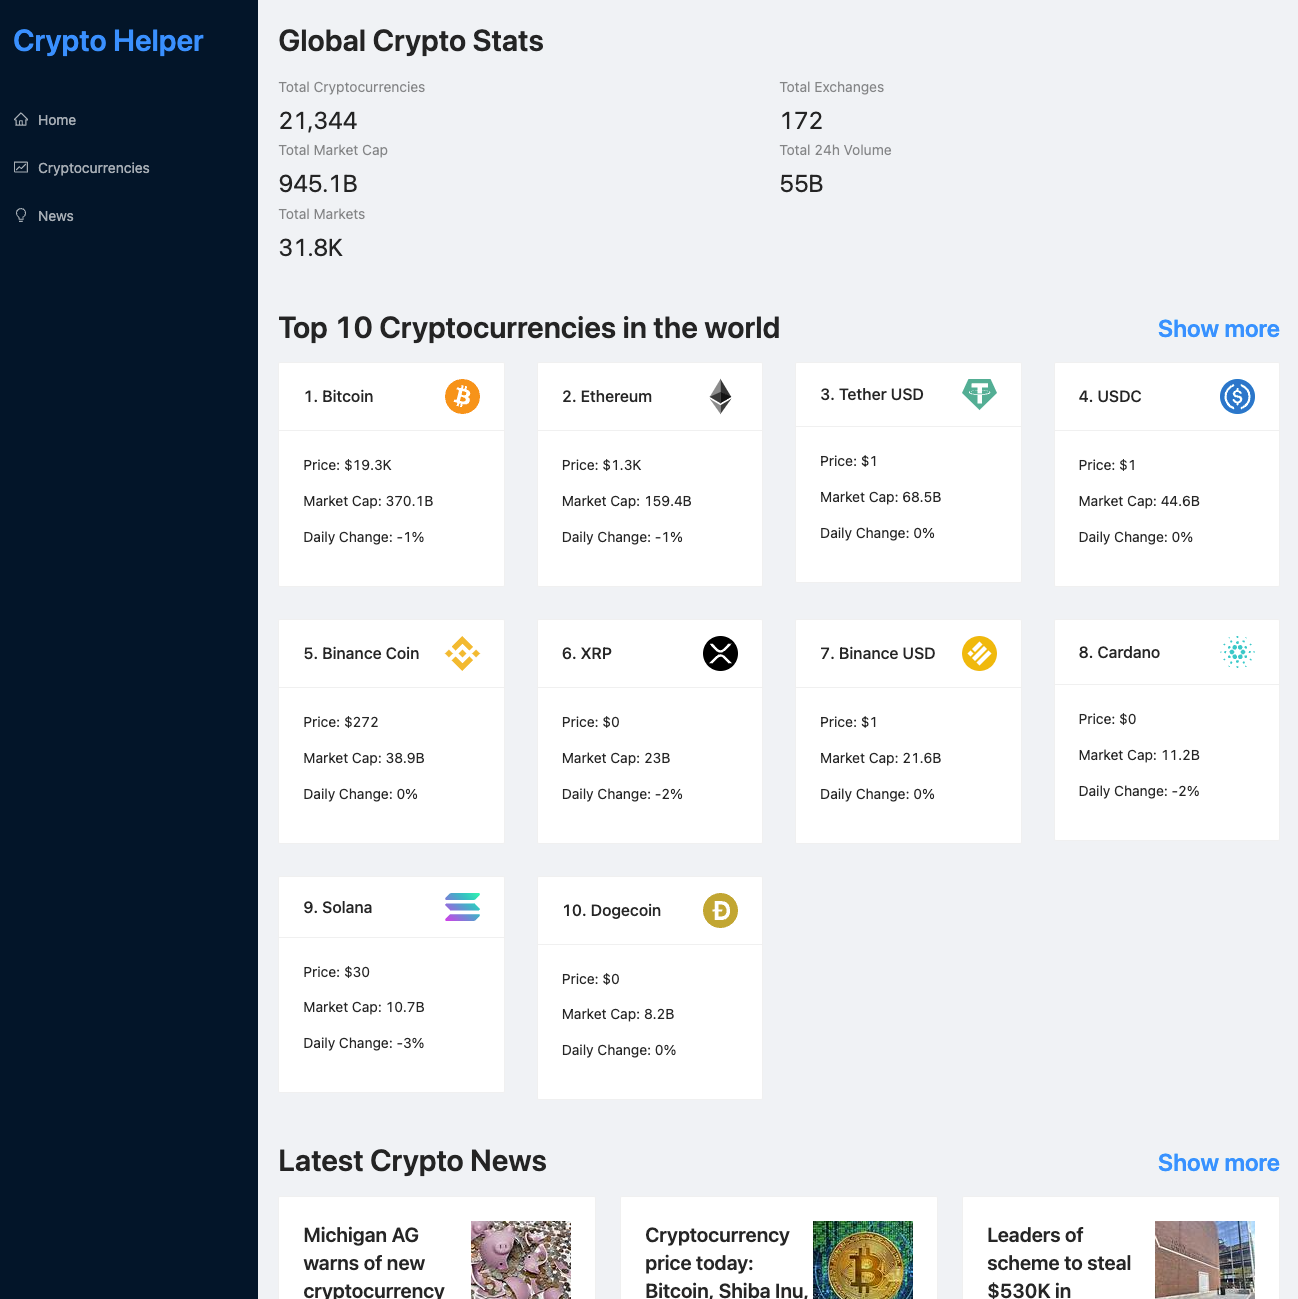 Crypto Helper
Home
Cryptocurrencies
News
Global Crypto Stats
Total Cryptocurrencies
21,344
Total Exchanges
172
Total Market Cap
945.1B
Total 24h Volume
55B
Total Markets
31.8K
Top 10 Cryptocurrencies in the world
Show more
1. Bitcoin
Price: $19.3K
Market Cap: 370.1B
Daily Change: -1%
2. Ethereum
Price: $1.3K
Market Cap: 159.4B
Daily Change: -1%
3. Tether USD
Price: $1
Market Cap: 68.5B
Daily Change: 0%
4. USDC
Price: $1
Market Cap: 44.6B
Daily Change: 0%
5. Binance Coin
Price: $272
Market Cap: 38.9B
Daily Change: 0%
6. XRP
Price: $0
Market Cap: 23B
Daily Change: -2%
7. Binance USD
Price: $1
Market Cap: 21.6B
Daily Change: 0%
8. Cardano
Price: $0
Market Cap: 11.2B
Daily Change: -2%
9. Solana
Price: $30
Market Cap: 10.7B
Daily Change: -3%
10. Dogecoin
Price: $0
Market Cap: 8.2B
Daily Change: 0%
Latest Crypto News
Show more
Michigan AG
warns of new
cryptocurrency
Cryptocurrency
price today:
Bitcoin, Shiba Inu,
Leaders of
scheme to steal
$530K in